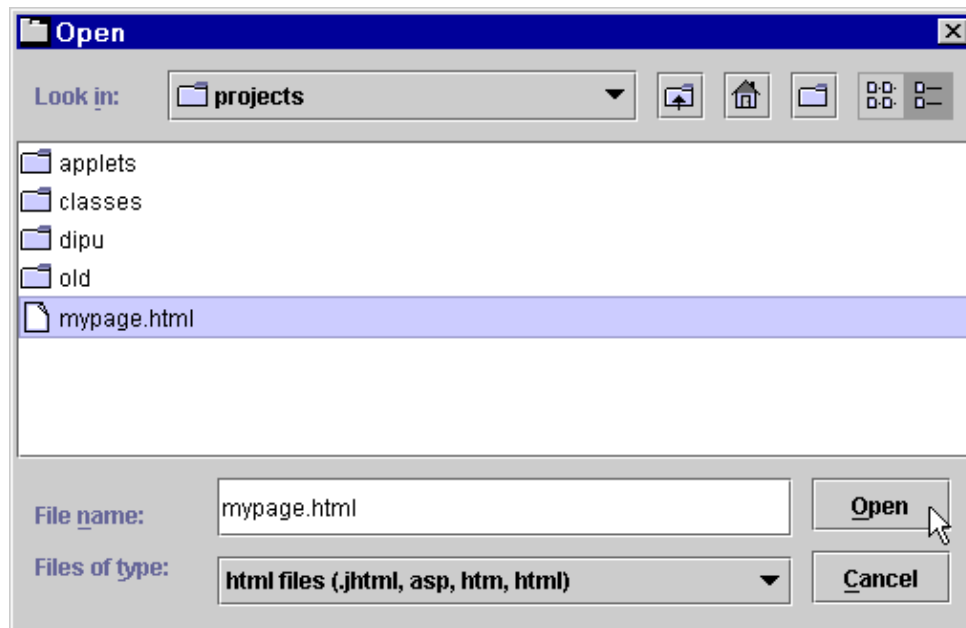 Open
Look in: projects
applets
classes
dipu
old
mypage.html
File name: mypage.html Open
Files of type: html files (.jhtml, asp, htm, html) Cancel